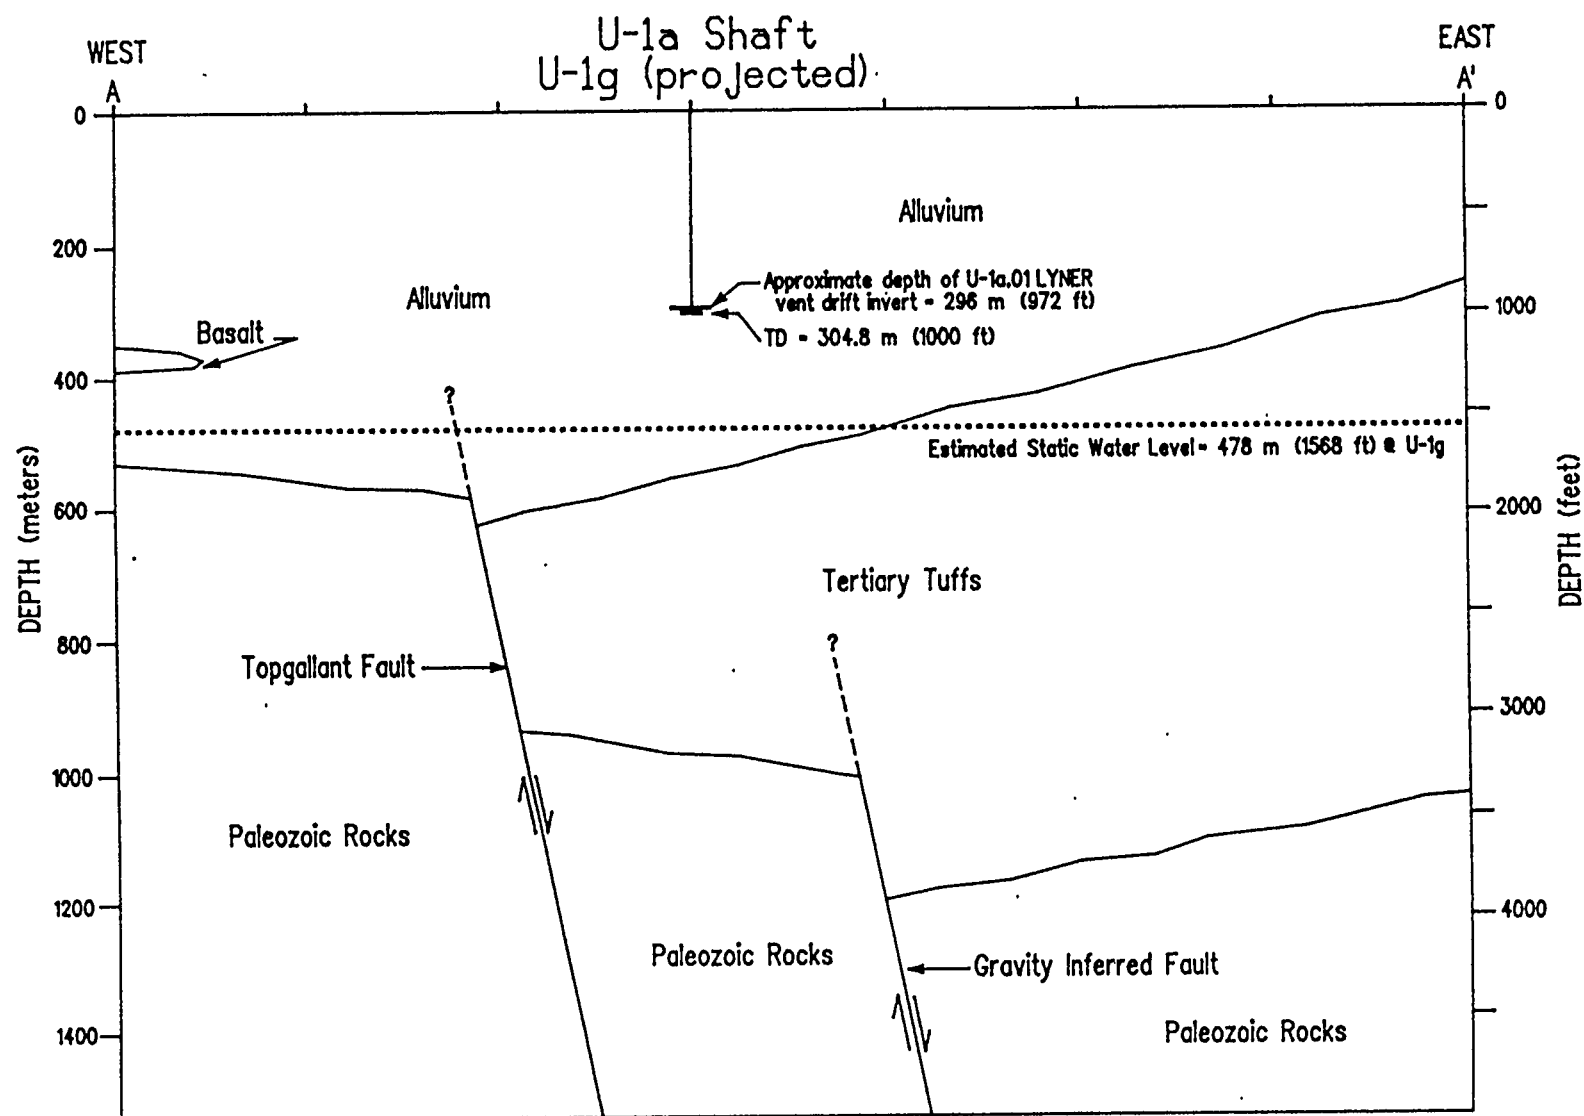 U-1a Shaft
U-1g (projected)
WEST
A
EAST
A'
0
200
400
600
800
1000
1200
1400
DEPTH (meters)
0
1000
2000
3000
4000
DEPTH (feet)
Alluvium
Alluvium
Approximate depth of U-1a.01 LYNER
vent drift invert = 296 m (972 ft)
TD = 304.8 m (1000 ft)
Basalt
?
Estimated Static Water Level= 478 m (1568 ft) @ U-1g
Tertiary Tuffs
?
Topgallant Fault
Paleozoic Rocks
Paleozoic Rocks
Gravity Inferred Fault
Paleozoic Rocks